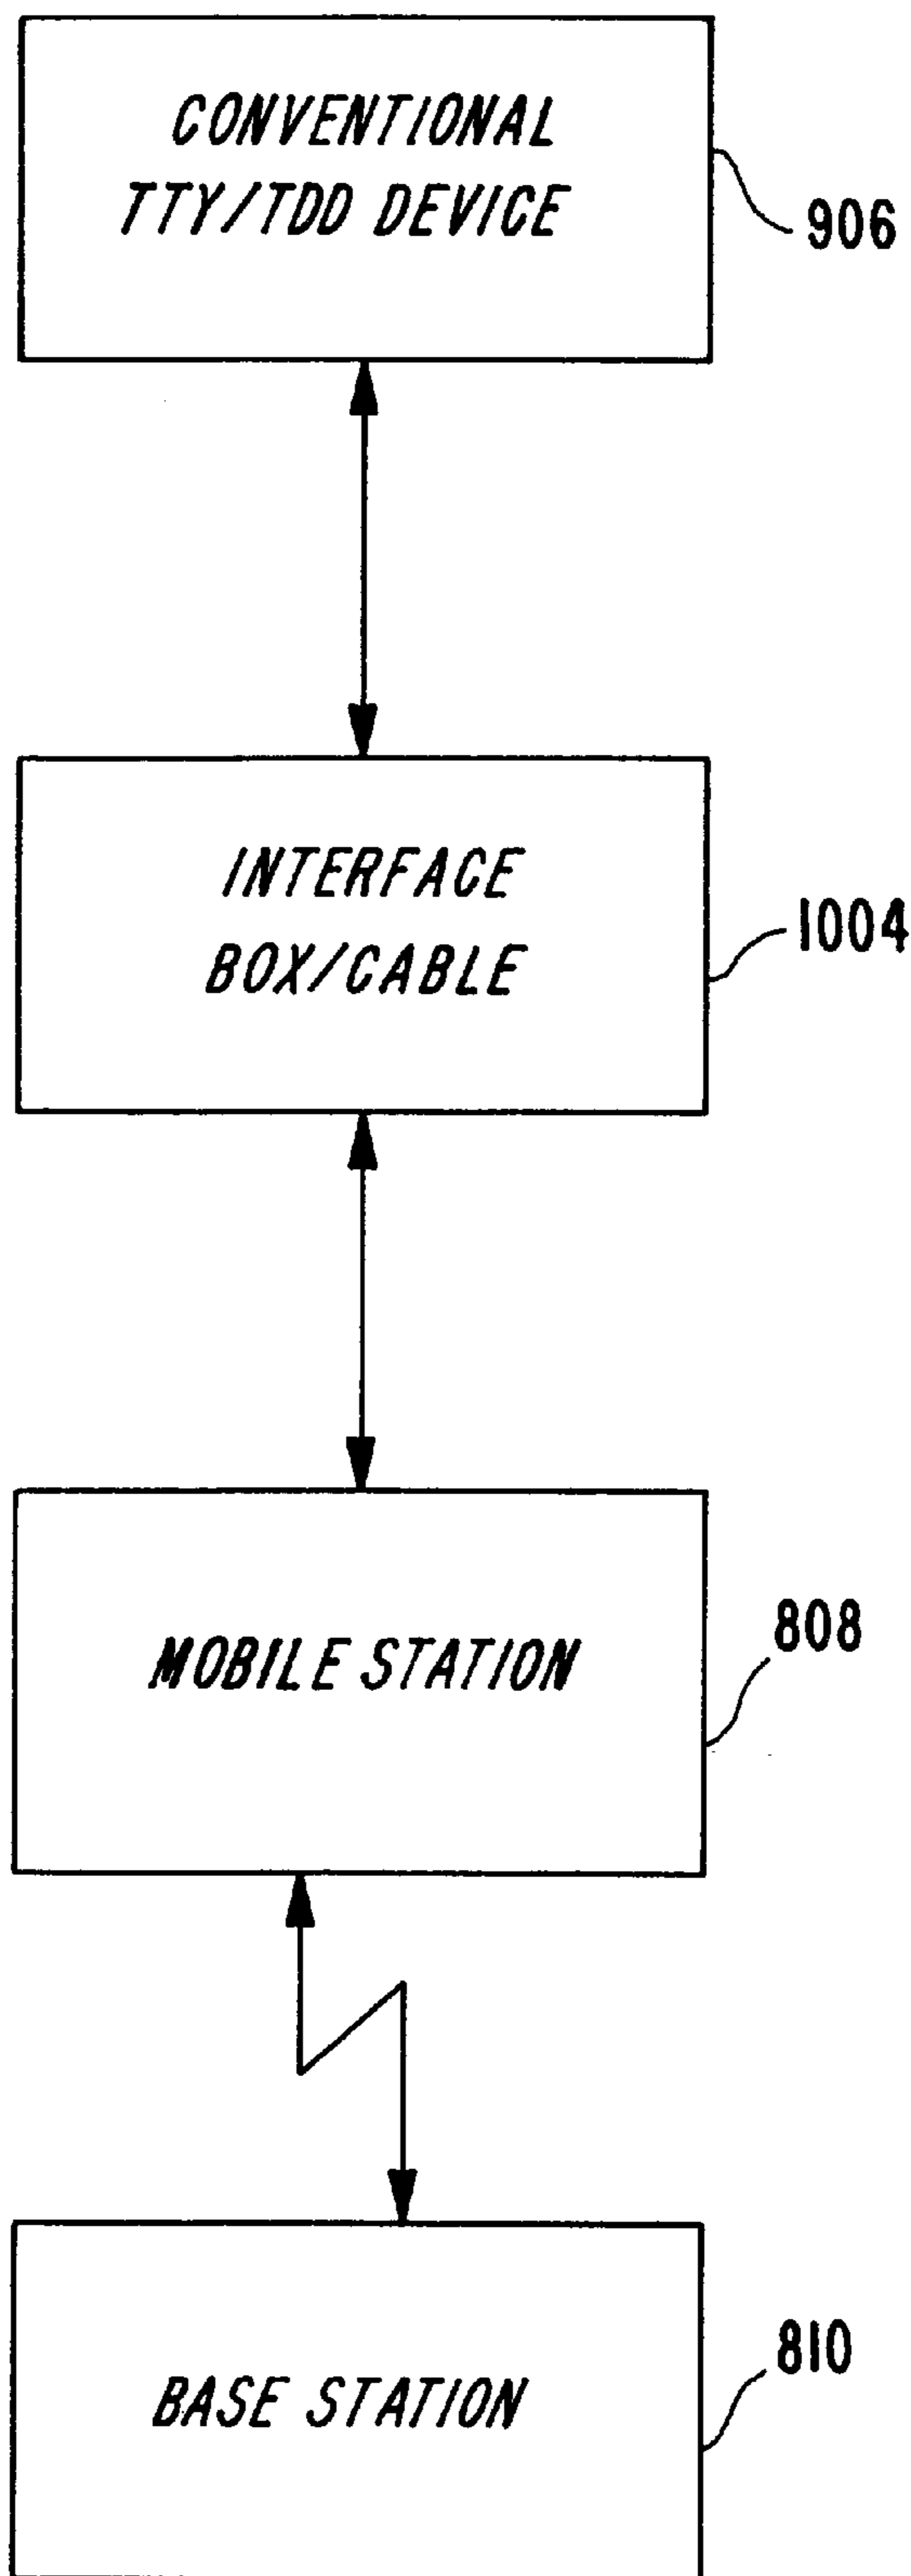 CONVENTIONAL
TTY/TDD DEVICE
906
INTERFACE
BOX/CABLE
1004
MOBILE STATION
808
BASE STATION
810